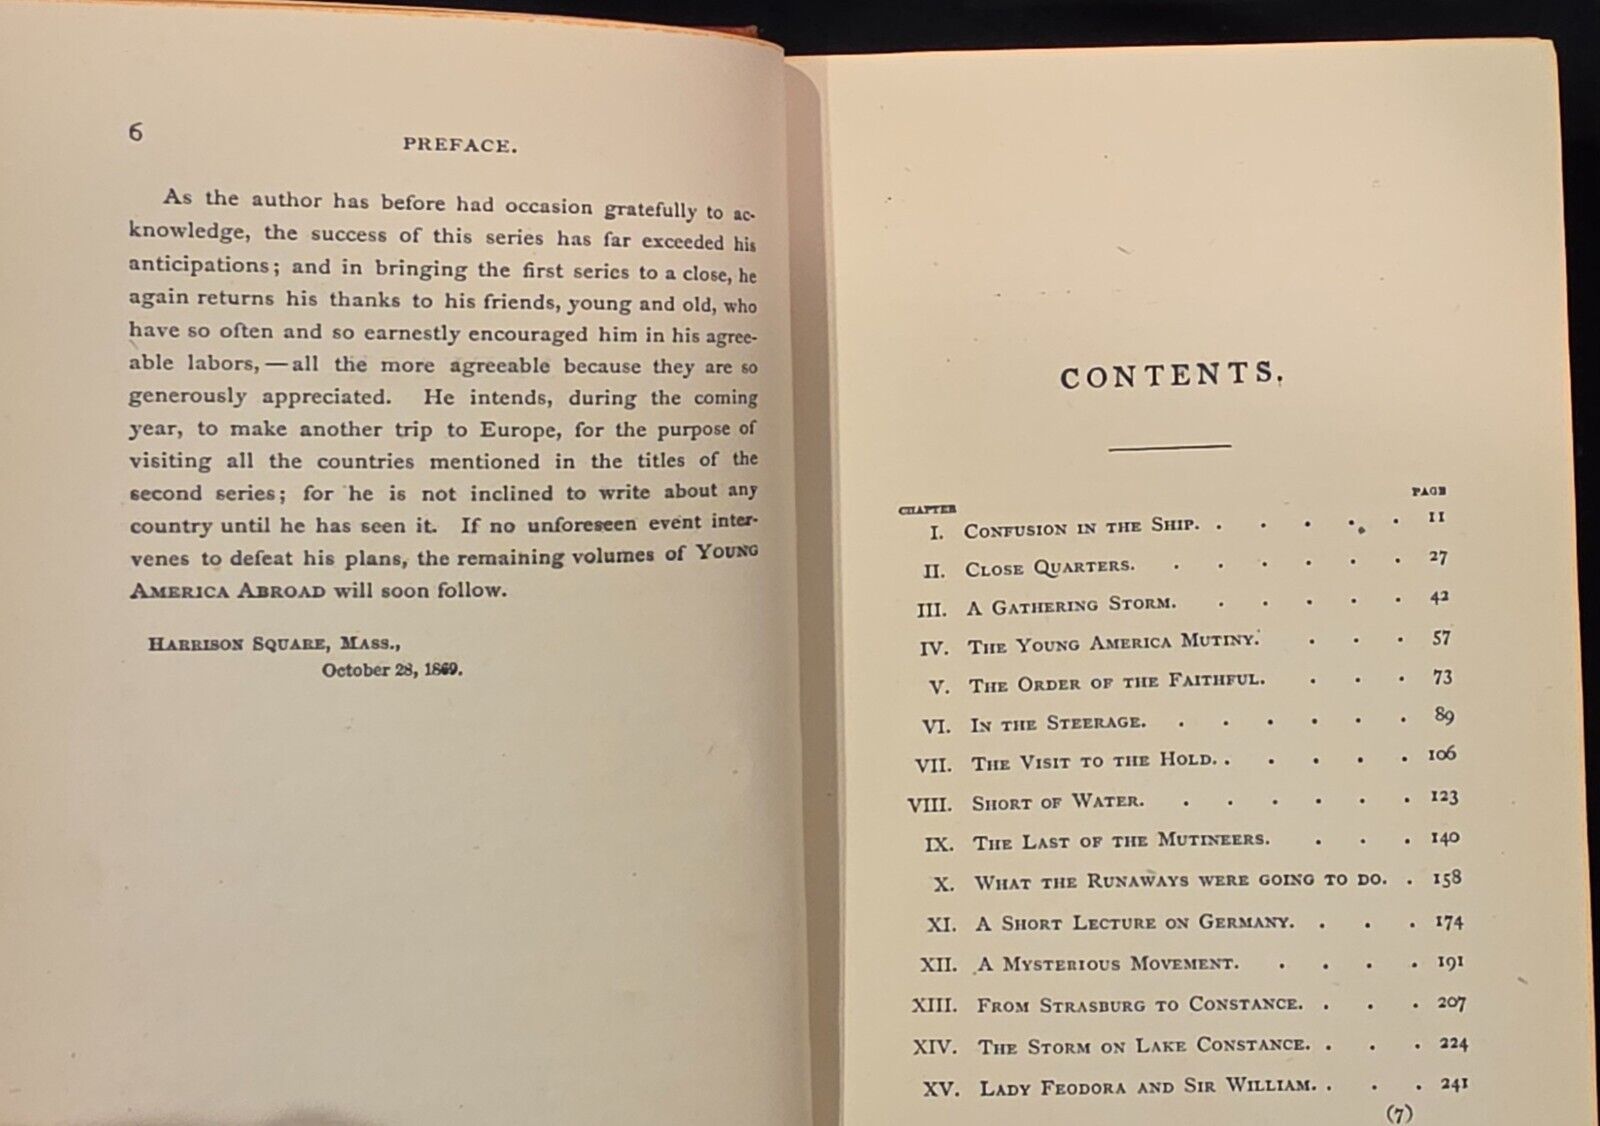 6
PREFACE.
As the author has before had occasion gratefully to ac-
knowledge, the success of this series has far exceeded his
anticipations; and in bringing the first series to a close, he
again returns his thanks to his friends, young and old, who
have so often and so earnestly encouraged him in his agree-
able labors, — all the more agreeable because they are so
generously appreciated. He intends, during the coming
year, to make another trip to Europe, for the purpose of
visiting all the countries mentioned in the titles of the
second series; for he is not inclined to write about any
country until he has seen it. If no unforeseen event inter-
venes to defeat his plans, the remaining volumes of YOUNG
AMERICA ABROAD will soon follow.
HARRISON SQUARE, MASS.,
October 28, 1869.
CONTENTS.
CHAPTER PAGE
I. CONFUSION IN THE SHIP. . . . . . 11
II. CLOSE QUARTERS. . . . . . . 27
III. A GATHERING STORM. . . . . . 42
IV. THE YOUNG AMERICA MUTINY. . . . 57
V. THE ORDER OF THE FAITHFUL. . . . 73
VI. IN THE STEERAGE. . . . . . . 89
VII. THE VISIT TO THE HOLD. . . . . . 106
VIII. SHORT OF WATER. . . . . . . 123
IX. THE LAST OF THE MUTINEERS. . . . 140
X. WHAT THE RUNAWAYS WERE GOING TO DO. . 158
XI. A SHORT LECTURE ON GERMANY. . . . 174
XII. A MYSTERIOUS MOVEMENT. . . . . 191
XIII. FROM STRASBURG TO CONSTANCE. . . . 207
XIV. THE STORM ON LAKE CONSTANCE. . . . 224
XV. LADY FEODORA AND SIR WILLIAM. . . . 241
(7)